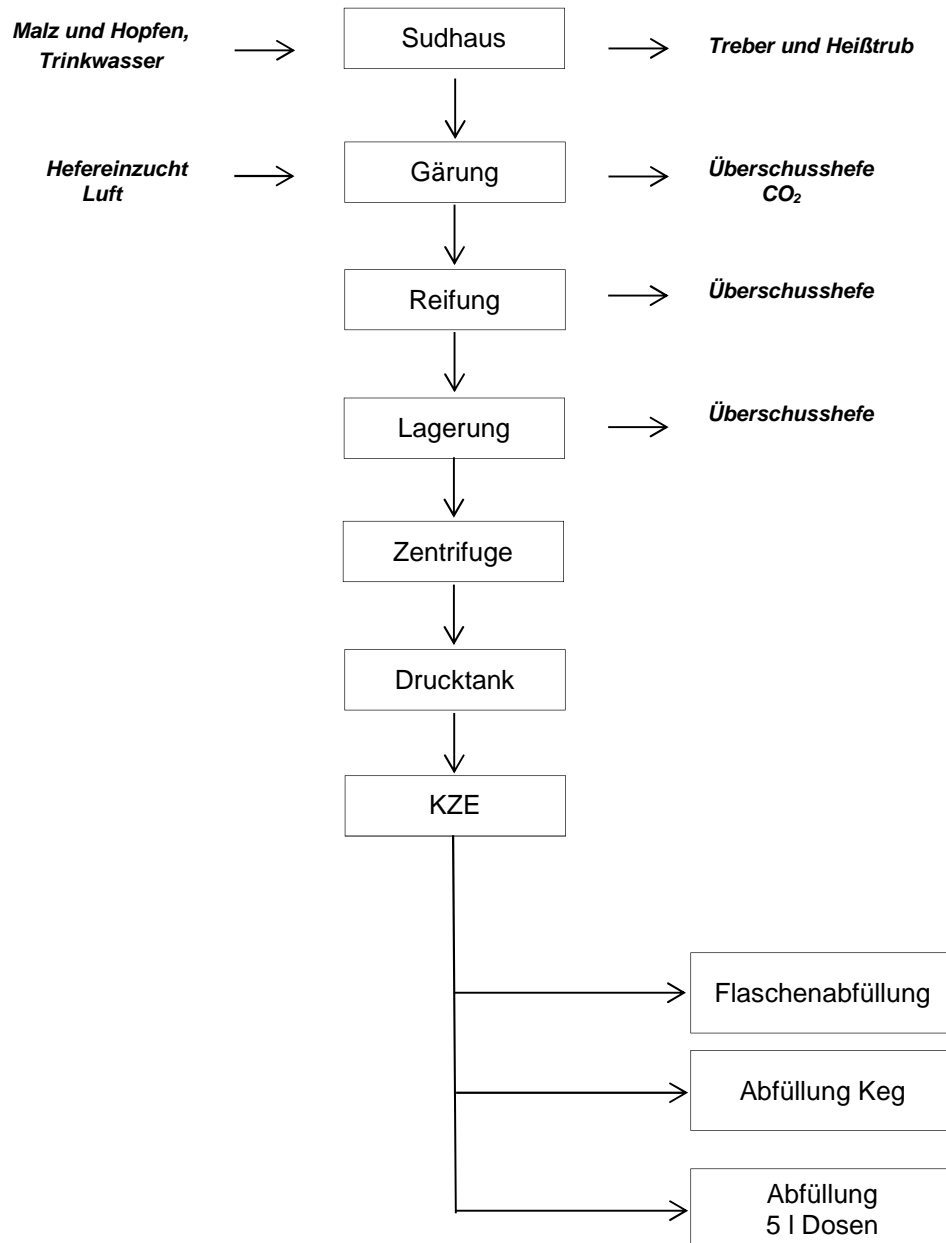 Malz und Hopfen,
Trinkwasser
Sudhaus
Treber und Heißtrub
Hefereinzucht
Luft
Gärung
Überschusshefe
CO₂
Reifung
Überschusshefe
Lagerung
Überschusshefe
Zentrifuge
Drucktank
KZE
Flaschenabfüllung
Abfüllung Keg
Abfüllung
5 l Dosen